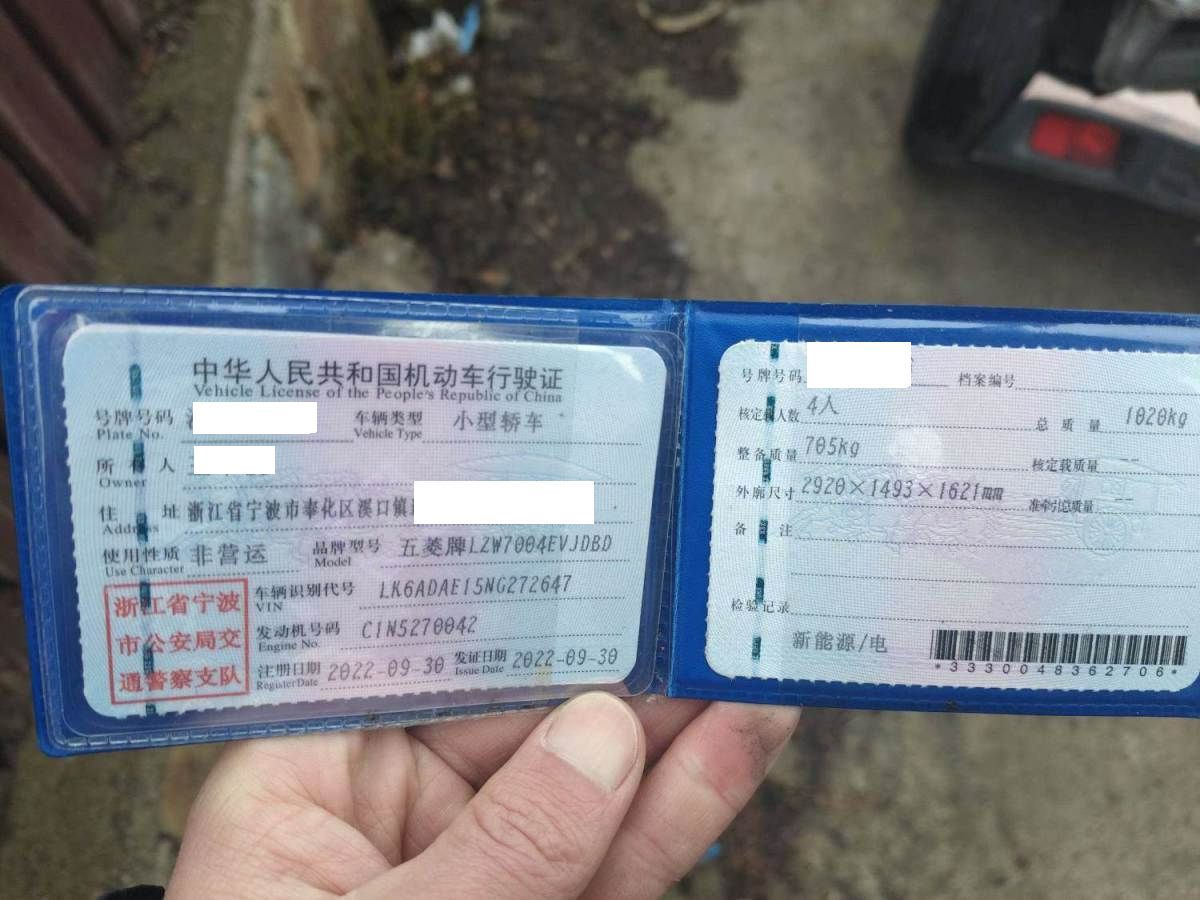 中华人民共和国机动车行驶证
Vehicle License of the People's Republic of China
号牌号码 车辆类型 小型轿车
Plate No. Vehicle Type
所有人
Owner
住 址 浙江省宁波市奉化区溪口镇
Address
使用性质 非营运 品牌型号 五菱牌LZW7004EVJDBD
Use Character Model
浙江省宁波
市公安局交
通警察支队
车辆识别代号 LK6ADAE15NG272647
VIN
发动机号码 C1N5270042
Engine No.
注册日期 2022-09-30 发证日期 2022-09-30
Register Date Issue Date
号牌号码 档案编号
核定载人数 4人 总质量 1020kg
整备质量 705kg 核定载质量 --
外廓尺寸 2920×1493×1621mm 准牵引总质量 --
备 注
检验记录
新能源/电
*3330048362706*